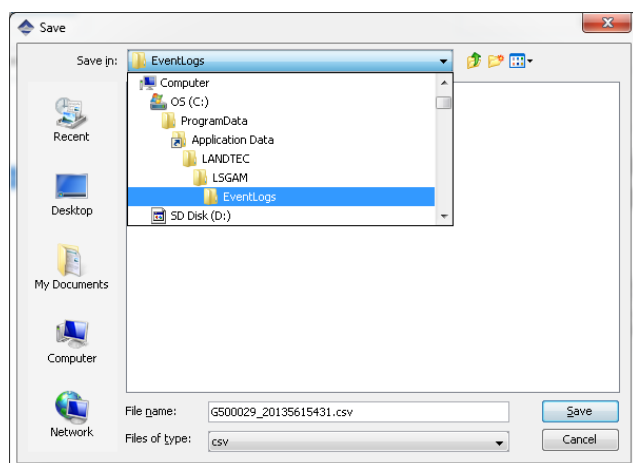 Save
Save in: EventLogs
Computer
OS (C:)
ProgramData
Application Data
LANDTEC
LSGAM
EventLogs
SD Disk (D:)
Recent
Desktop
My Documents
Computer
Network
File name: G500029_20135615431.csv Save
Files of type: csv Cancel